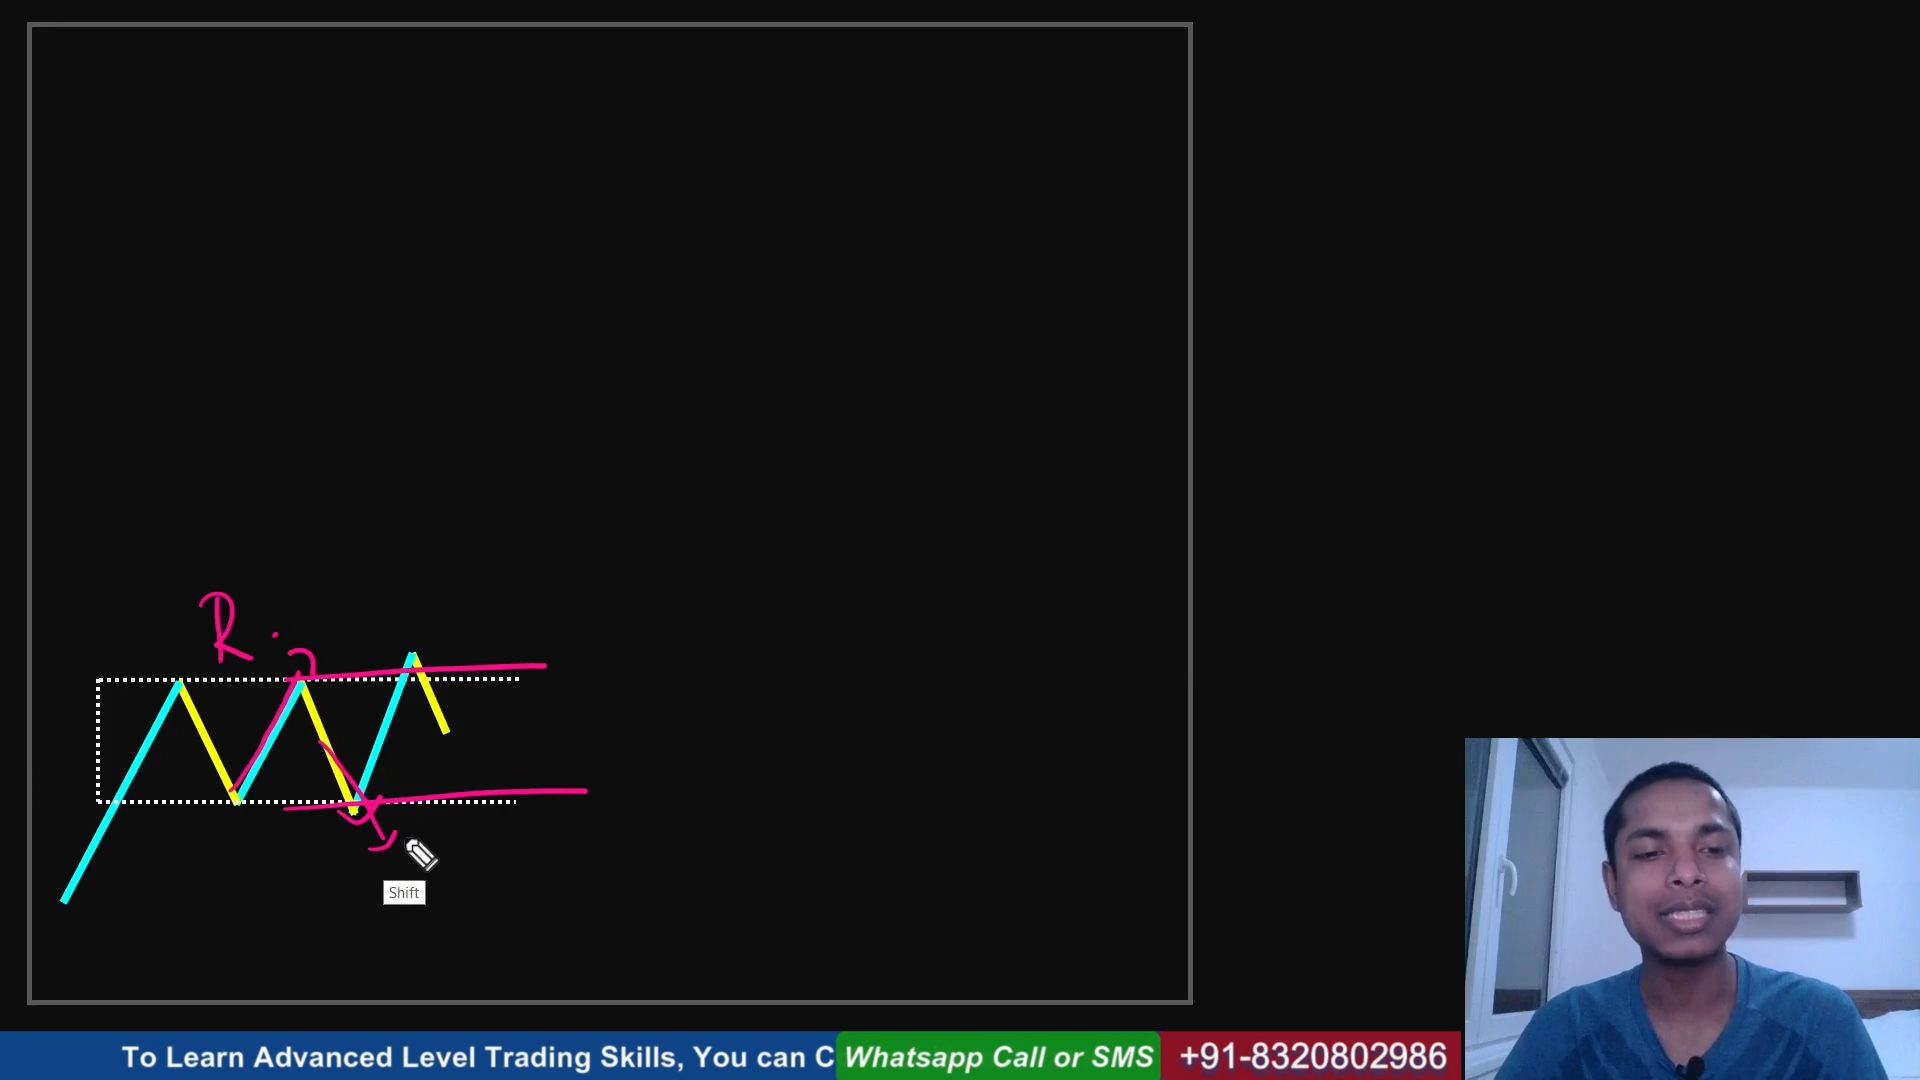 R
Shift
To Learn Advanced Level Trading Skills, You can C
Whatsapp Call or SMS
+91-8320802986